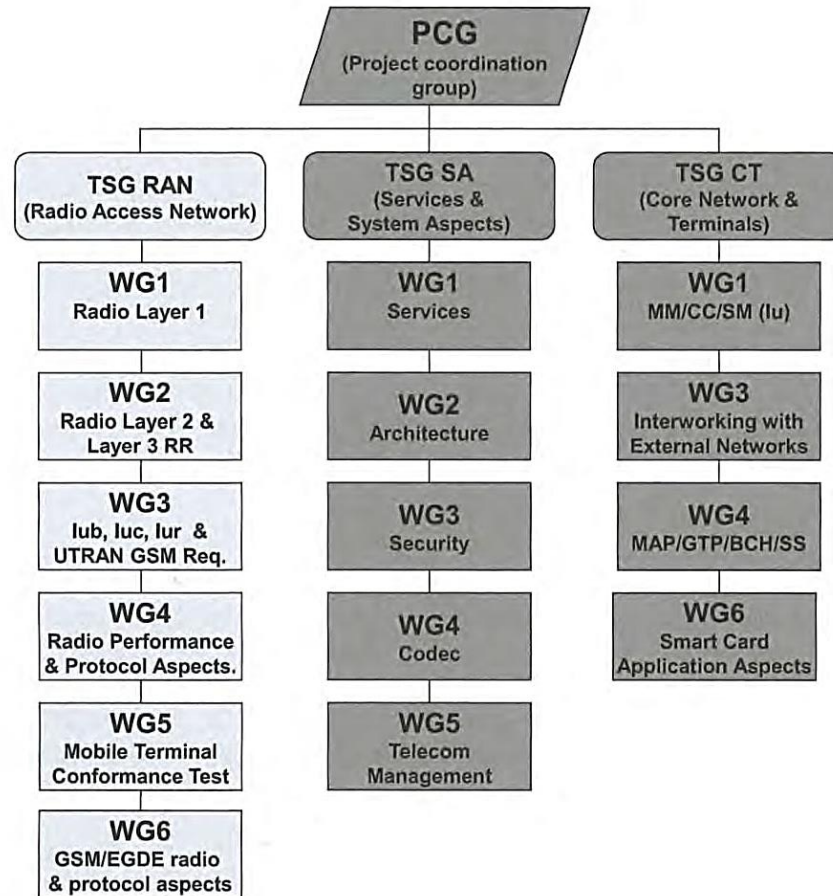 PCG
(Project coordination
group)
TSG RAN
(Radio Access Network)
WG1
Radio Layer 1
WG2
Radio Layer 2 &
Layer 3 RR
WG3
Iub, Iuc, Iur &
UTRAN GSM Req.
WG4
Radio Performance
& Protocol Aspects.
WG5
Mobile Terminal
Conformance Test
WG6
GSM/EGDE radio
& protocol aspects
TSG SA
(Services &
System Aspects)
WG1
Services
WG2
Architecture
WG3
Security
WG4
Codec
WG5
Telecom
Management
TSG CT
(Core Network &
Terminals)
WG1
MM/CC/SM (Iu)
WG3
Interworking with
External Networks
WG4
MAP/GTP/BCH/SS
WG6
Smart Card
Application Aspects